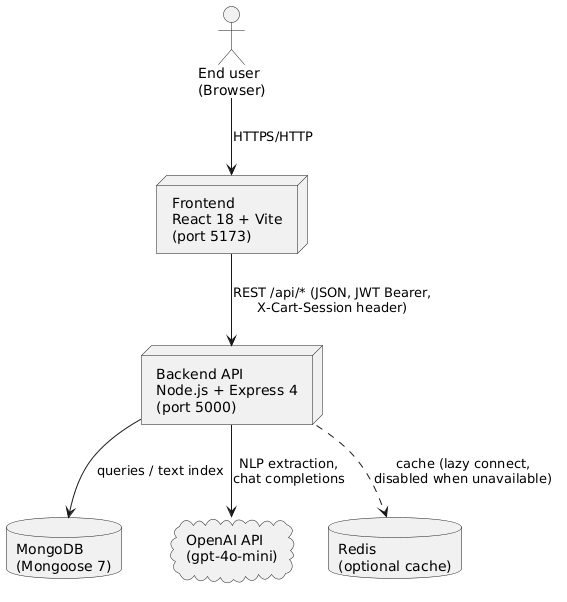 End user
(Browser)
HTTPS/HTTP
Frontend
React 18 + Vite
(port 5173)
REST /api/* (JSON, JWT Bearer,
X-Cart-Session header)
Backend API
Node.js + Express 4
(port 5000)
queries / text index
NLP extraction,
chat completions
cache (lazy connect,
disabled when unavailable)
MongoDB
(Mongoose 7)
OpenAI API
(gpt-4o-mini)
Redis
(optional cache)